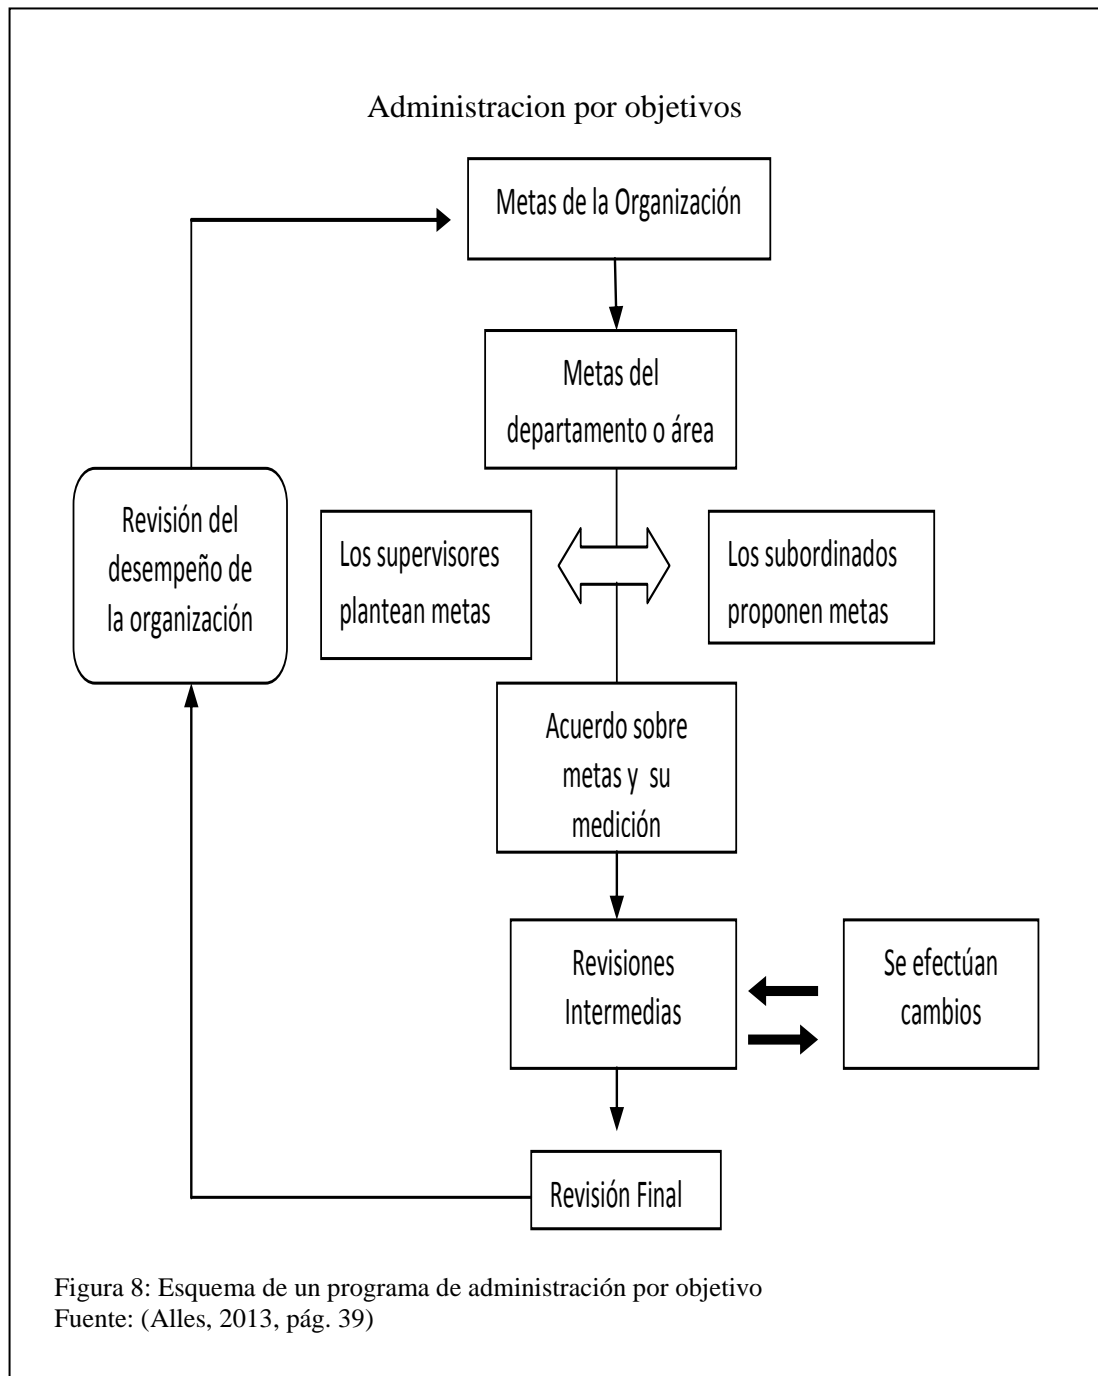 Administracion por objetivos
Metas de la Organización
Metas del
departamento o área
Revisión del
desempeño de
la organización
Los supervisores
plantean metas
Los subordinados
proponen metas
Acuerdo sobre
metas y su
medición
Revisiones
Intermedias
Se efectúan
cambios
Revisión Final
Figura 8: Esquema de un programa de administración por objetivo
Fuente: (Alles, 2013, pág. 39)